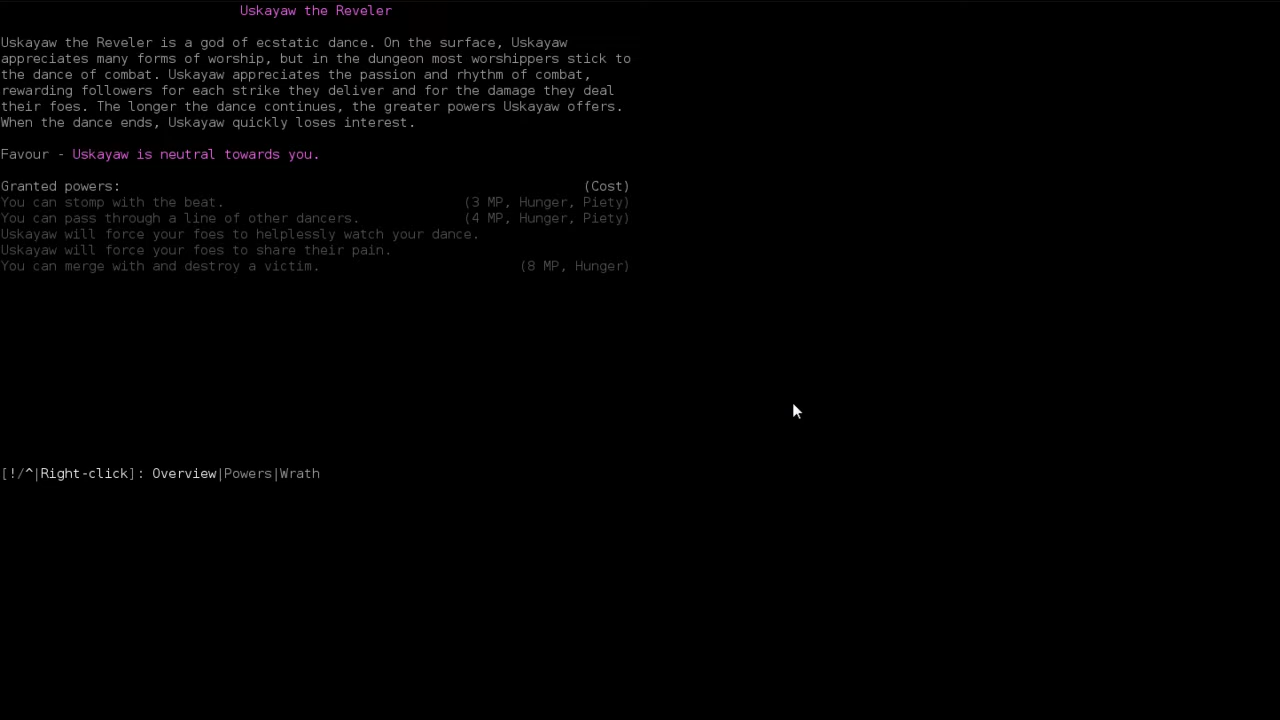 Uskayaw the Reveler
Uskayaw the Reveler is a god of ecstatic dance. On the surface, Uskayaw
appreciates many forms of worship, but in the dungeon most worshippers stick to
the dance of combat. Uskayaw appreciates the passion and rhythm of combat,
rewarding followers for each strike they deliver and for the damage they deal
their foes. The longer the dance continues, the greater powers Uskayaw offers.
When the dance ends, Uskayaw quickly loses interest.
Favour - Uskayaw is neutral towards you.
Granted powers: (Cost)
You can stomp with the beat. (3 MP, Hunger, Piety)
You can pass through a line of other dancers. (4 MP, Hunger, Piety)
Uskayaw will force your foes to helplessly watch your dance.
Uskayaw will force your foes to share their pain.
You can merge with and destroy a victim. (8 MP, Hunger)
[!/^|Right-click]: Overview|Powers|Wrath